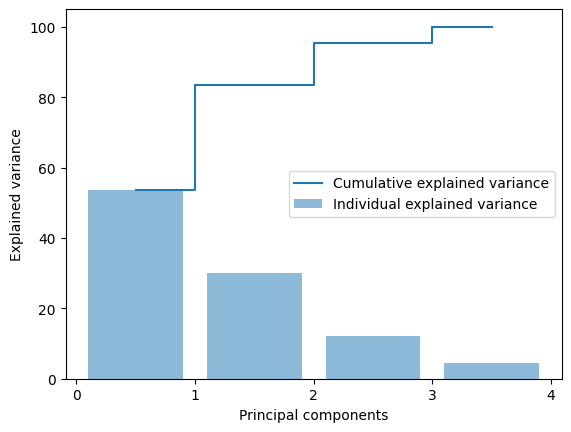 100
80
60
40
20
0
Explained variance
Cumulative explained variance
Individual explained variance
0 1 2 3 4
Principal components